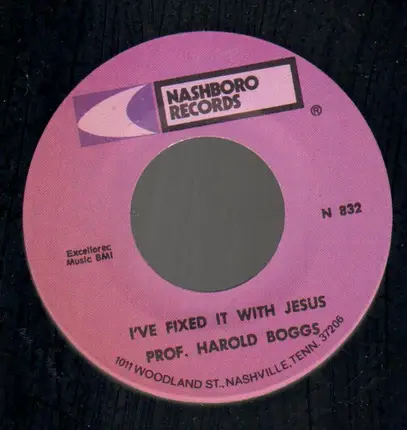 NASHBORO
RECORDS
®
N 832
Excellorec
Music BMI
I'VE FIXED IT WITH JESUS
PROF. HAROLD BOGGS
1011 WOODLAND ST., NASHVILLE, TENN. 37206